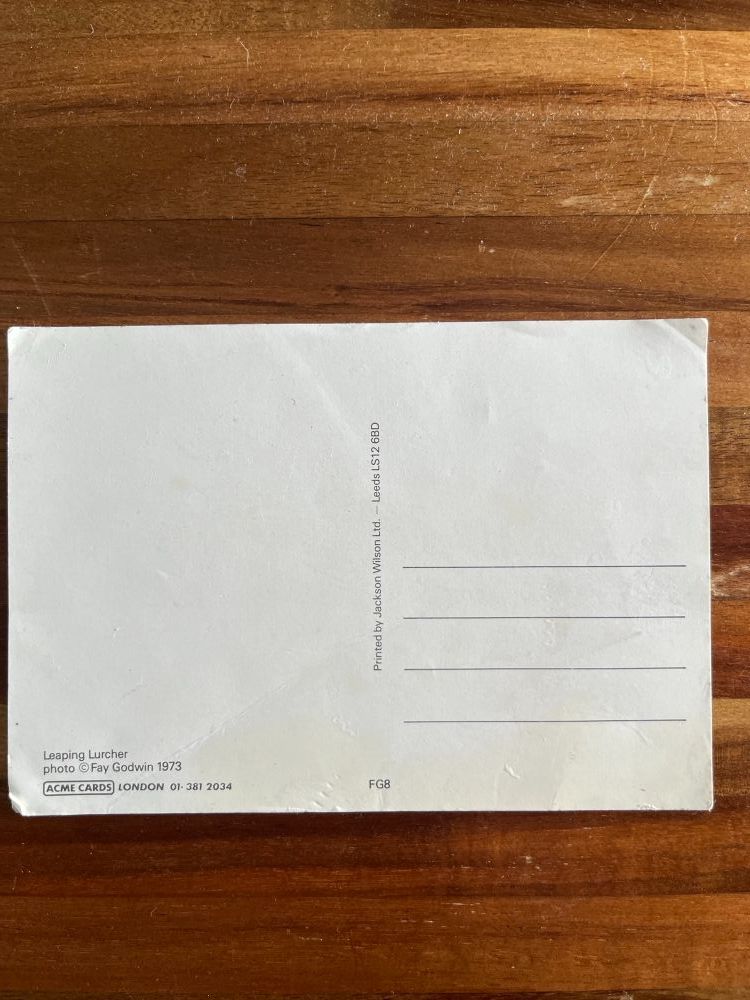 Leaping Lurcher
photo © Fay Godwin 1973
ACME CARDS LONDON 01-381 2034
Printed by Jackson Wilson Ltd. — Leeds LS12 6BD
FG8